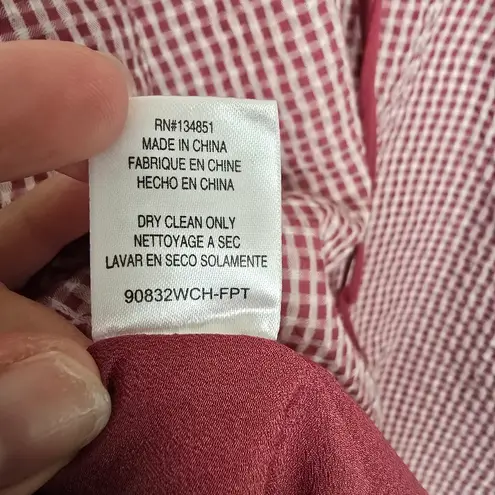 RN#134851
MADE IN CHINA
FABRIQUE EN CHINE
HECHO EN CHINA
DRY CLEAN ONLY
NETTOYAGE A SEC
LAVAR EN SECO SOLAMENTE
90832WCH-FPT